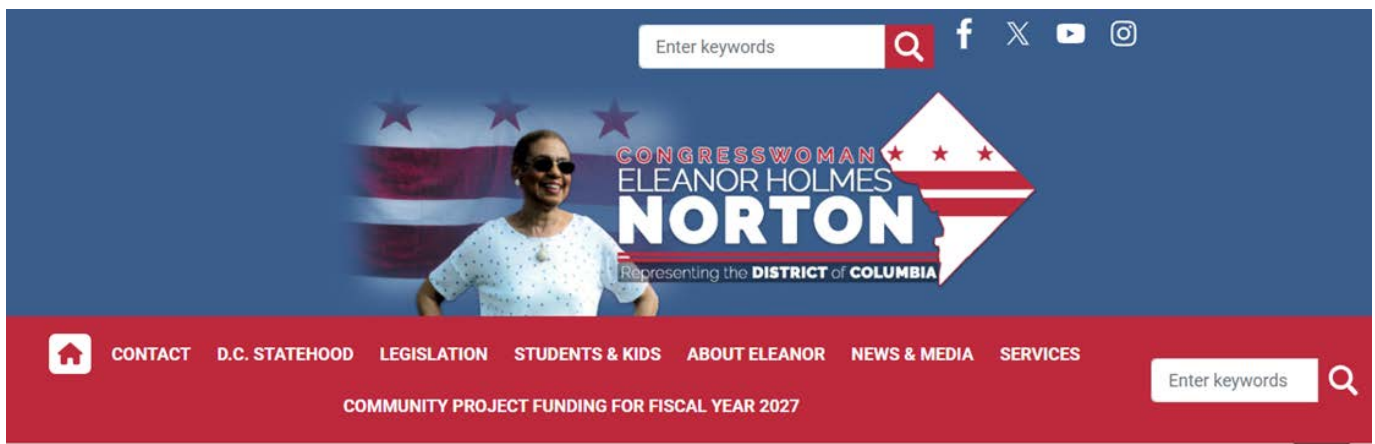 Enter keywords
CONGRESSWOMAN
ELEANOR HOLMES
NORTON
Representing the DISTRICT of COLUMBIA
CONTACT D.C. STATEHOOD LEGISLATION STUDENTS & KIDS ABOUT ELEANOR NEWS & MEDIA SERVICES
Enter keywords
COMMUNITY PROJECT FUNDING FOR FISCAL YEAR 2027